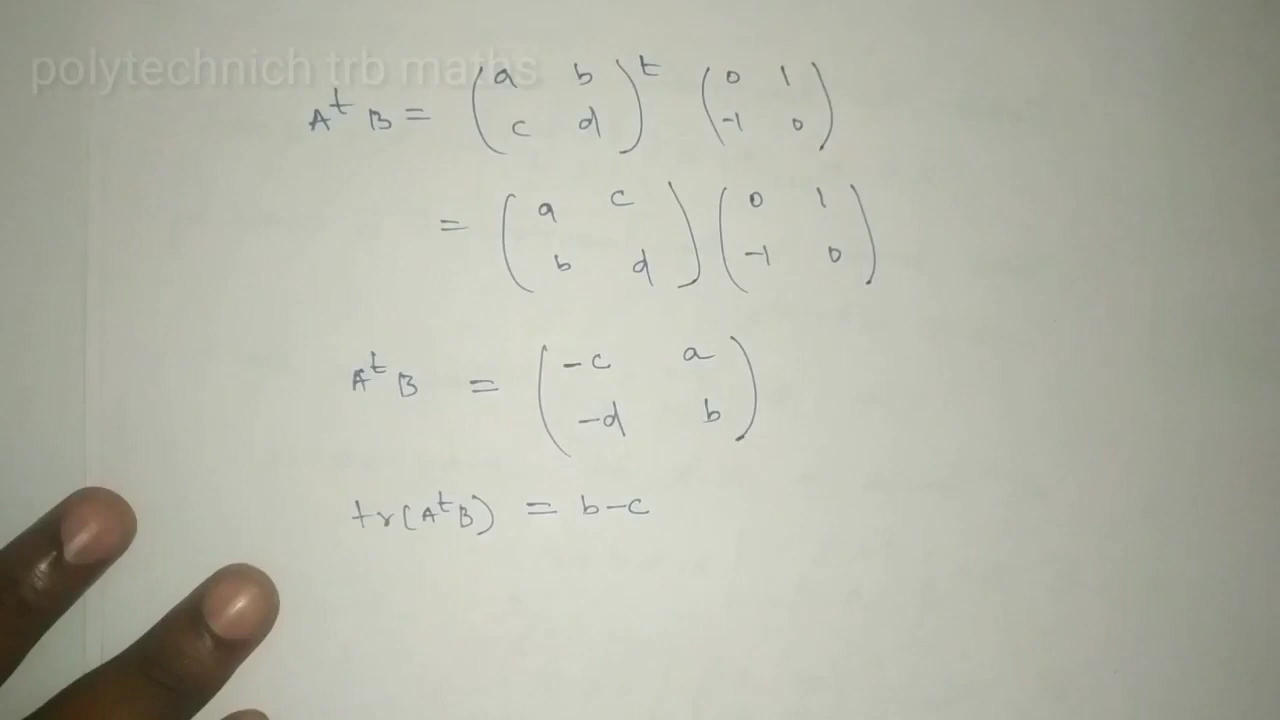 polytechnich trb maths
A^t B = (a b; c d)^t (0 1; -1 0)
= (a c; b d) (0 1; -1 0)
A^t B = (-c a; -d b)
tr(A^t B) = b-c